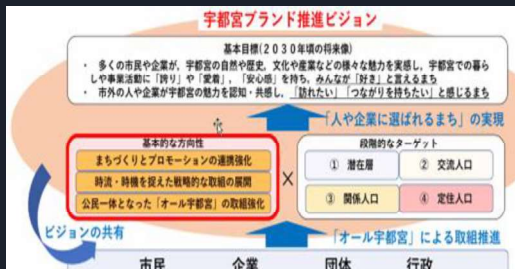 宇都宮ブランド推進ビジョン
基本目標(2030年頃の将来像)
・ 多くの市民や企業が、宇都宮の自然や歴史、文化や産業などの様々な魅力を実感し、宇都宮での暮ら
しや事業活動に「誇り」や「愛着」、「安心感」を持ち、みんなが「好き」と言えるまち
・ 市外の人や企業が宇都宮の魅力を認知・共感し、「訪れたい」「つながりを持ちたい」と感じるまち
「人や企業に選ばれるまち」の実現
基本的な方向性
まちづくりとプロモーションの連携強化
時流・時機を捉えた戦略的な取組の展開
公民一体となった「オール宇都宮」の取組強化
×
段階的なターゲット
① 潜在層
② 交流人口
③ 関係人口
④ 定住人口
ビジョンの共有
「オール宇都宮」による取組推進
市民 企業 団体 行政